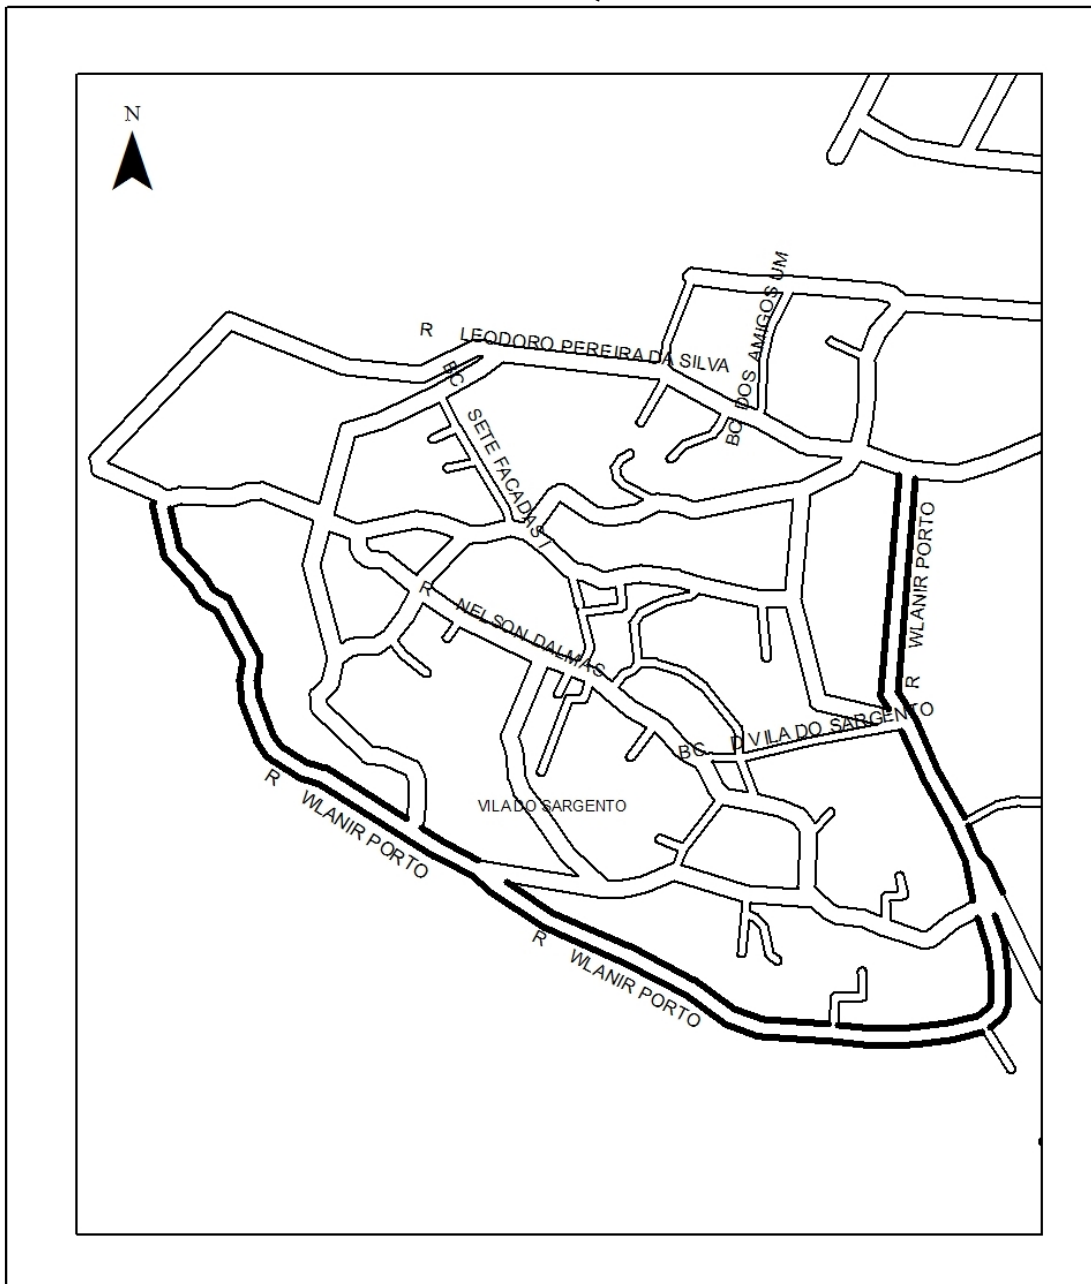 N
BC DOS AMIGOS UM
R LEODORO PEREIRA DA SILVA
BC SETE FACADAS I
R WLANIR PORTO
R NELSON DALMAS
BC D VILA DO SARGENTO
VILA DO SARGENTO
R WLANIR PORTO
R WLANIR PORTO